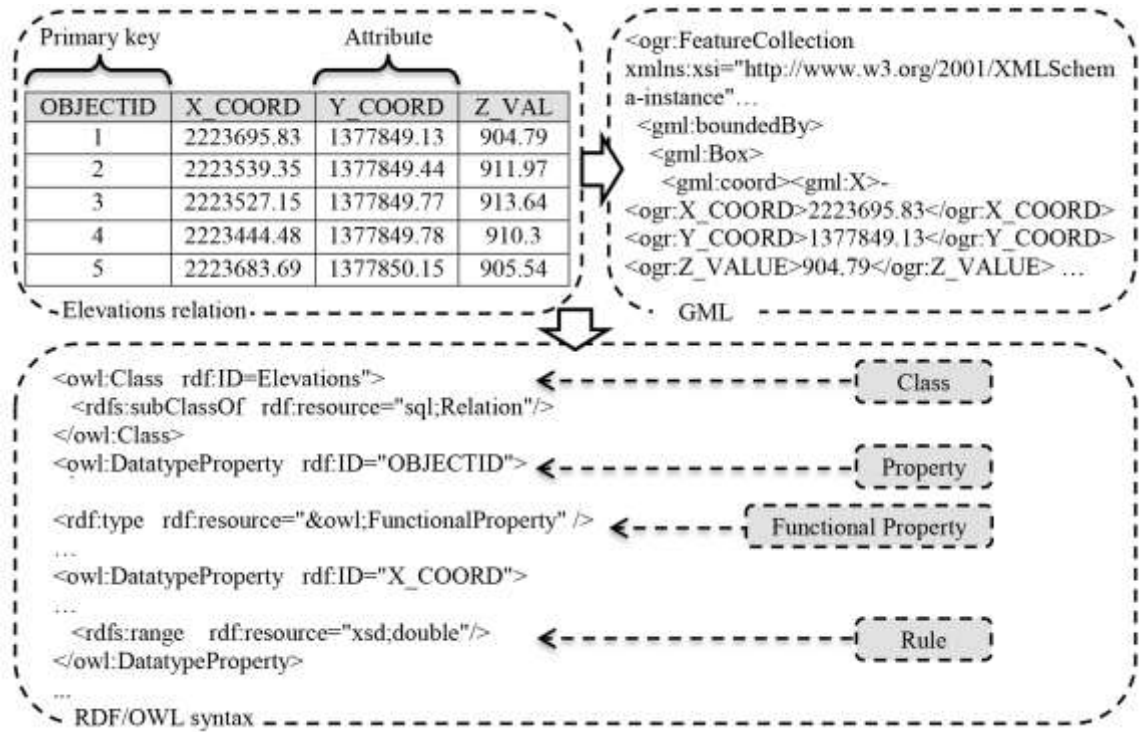 Primary key Attribute
OBJECTID X_COORD Y_COORD Z_VAL
1 2223695.83 1377849.13 904.79
2 2223539.35 1377849.44 911.97
3 2223527.15 1377849.77 913.64
4 2223444.48 1377849.78 910.3
5 2223683.69 1377850.15 905.54
Elevations relation
<ogr:FeatureCollection
xmlns:xsi="http://www.w3.org/2001/XMLSchem
a-instance"…
<gml:boundedBy>
<gml:Box>
<gml:coord><gml:X>-
<ogr:X_COORD>2223695.83</ogr:X_COORD>
<ogr:Y_COORD>1377849.13</ogr:Y_COORD>
<ogr:Z_VALUE>904.79</ogr:Z_VALUE> …
GML
<owl:Class rdf:ID=Elevations">
Class
<rdfs:subClassOf rdf:resource="sql;Relation"/>
</owl:Class>
<owl:DatatypeProperty rdf:ID="OBJECTID">
Property
<rdf:type rdf:resource="&owl;FunctionalProperty" />
Functional Property
…
<owl:DatatypeProperty rdf:ID="X_COORD">
…
<rdfs:range rdf:resource="xsd;double"/>
Rule
</owl:DatatypeProperty>
...
RDF/OWL syntax